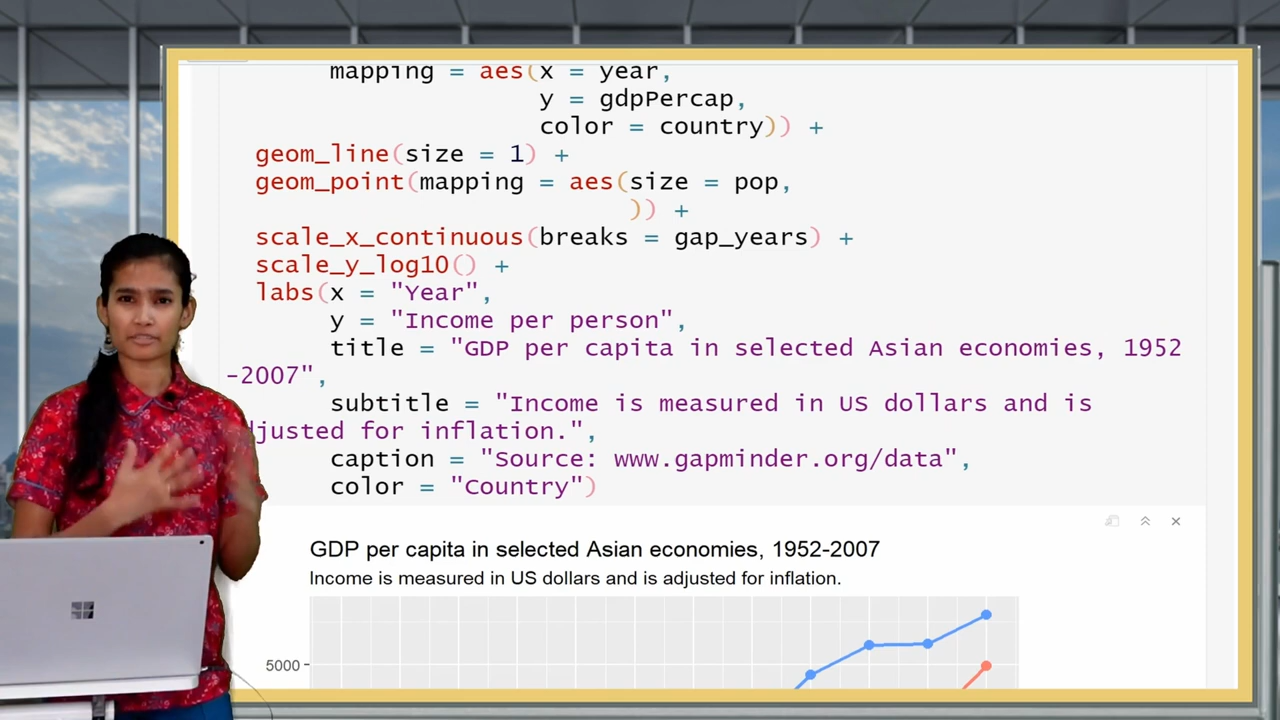 mapping = aes(x = year,
y = gdpPercap,
color = country)) +
geom_line(size = 1) +
geom_point(mapping = aes(size = pop,
)) +
scale_x_continuous(breaks = gap_years) +
scale_y_log10() +
labs(x = "Year",
y = "Income per person",
title = "GDP per capita in selected Asian economies, 1952
-2007",
subtitle = "Income is measured in US dollars and is
djusted for inflation.",
caption = "Source: www.gapminder.org/data",
color = "Country")
GDP per capita in selected Asian economies, 1952-2007
Income is measured in US dollars and is adjusted for inflation.
5000